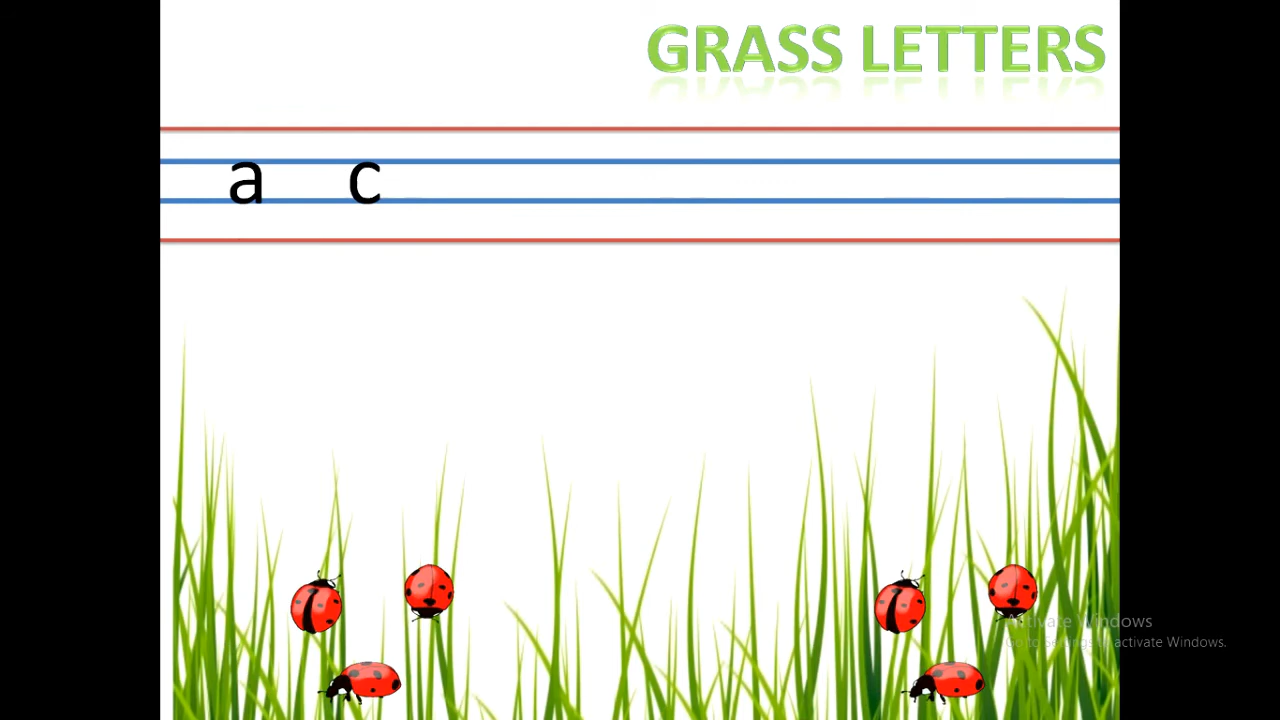 GRASS LETTERS
a c
Activate Windows
Go to Settings to activate Windows.